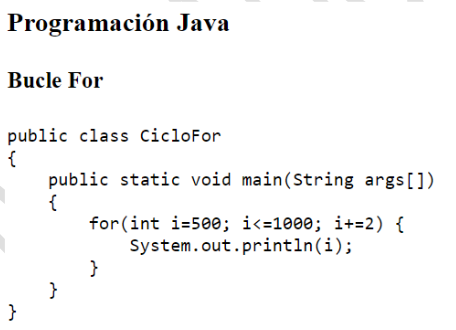 Programación Java
Bucle For
public class CicloFor
{
    public static void main(String args[])
    {
        for(int i=500; i<=1000; i+=2) {
            System.out.println(i);
        }
    }
}